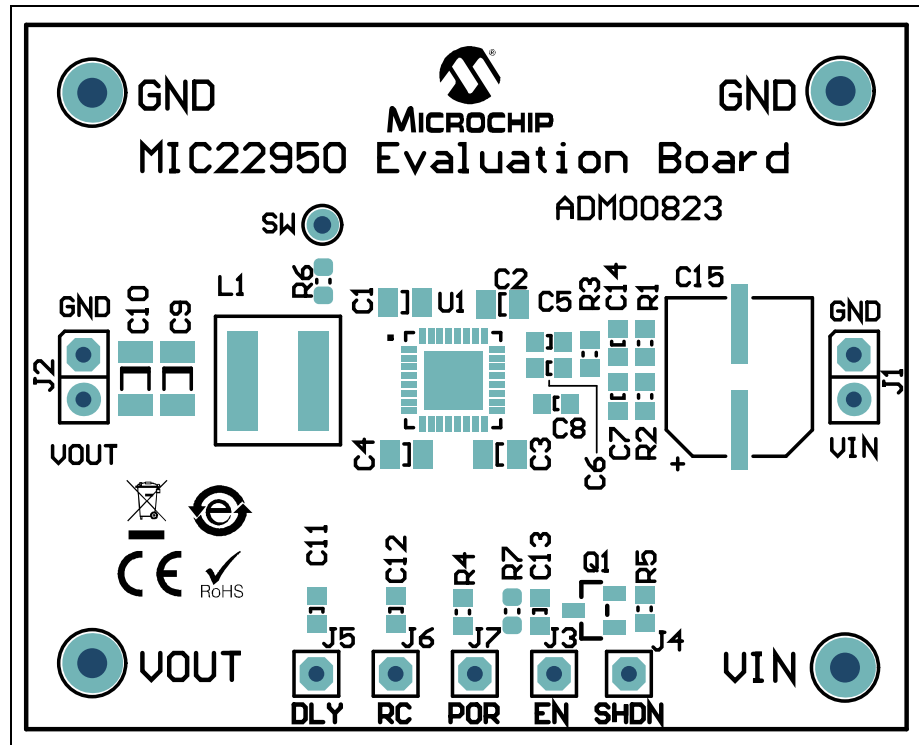 GND
GND
®
MICROCHIP
MIC22950 Evaluation Board
ADM00823
SW
R6
L1
C1
U1
C2
C5
R3
C14
R1
C15
GND
C10
C9
GND
J2
J1
VOUT
C4
C3
C8
C6
C7
R2
+
VIN
e
CE
RoHS
C11
C12
R4
R7
C13
Q1
R5
VOUT
J5
J6
J7
J3
J4
VIN
DLY
RC
POR
EN
SHDN